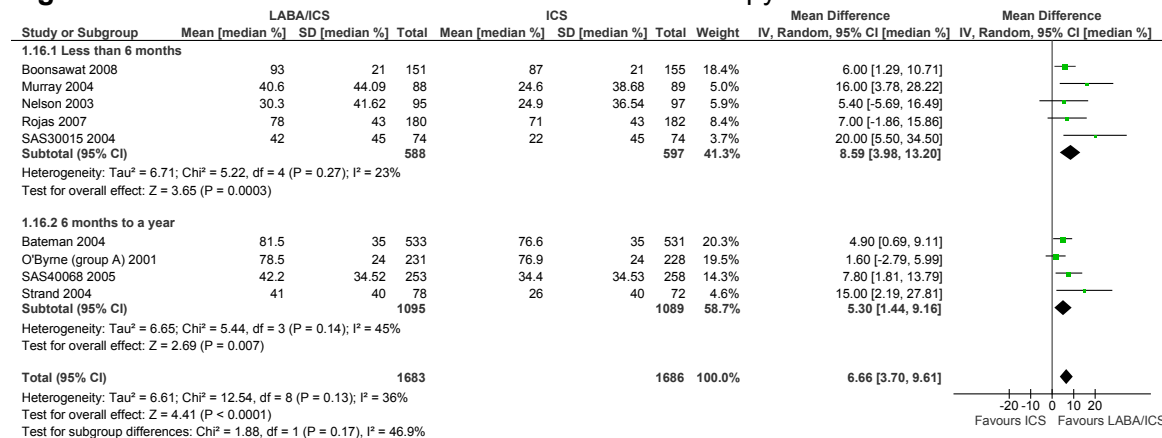 LABA/ICS ICS Mean Difference Mean Difference
Study or Subgroup Mean [median %] SD [median %] Total Mean [median %] SD [median %] Total Weight IV, Random, 95% CI [median %] IV, Random, 95% CI [median %]
1.16.1 Less than 6 months
Boonsawat 2008 93 21 151 87 21 155 18.4% 6.00 [1.29, 10.71]
Murray 2004 40.6 44.09 88 24.6 38.68 89 5.0% 16.00 [3.78, 28.22]
Nelson 2003 30.3 41.62 95 24.9 36.54 97 5.9% 5.40 [-5.69, 16.49]
Rojas 2007 78 43 180 71 43 182 8.4% 7.00 [-1.86, 15.86]
SAS30015 2004 42 45 74 22 45 74 3.7% 20.00 [5.50, 34.50]
Subtotal (95% CI) 588 597 41.3% 8.59 [3.98, 13.20]
Heterogeneity: Tau² = 6.71; Chi² = 5.22, df = 4 (P = 0.27); I² = 23%
Test for overall effect: Z = 3.65 (P = 0.0003)
1.16.2 6 months to a year
Bateman 2004 81.5 35 533 76.6 35 531 20.3% 4.90 [0.69, 9.11]
O'Byrne (group A) 2001 78.5 24 231 76.9 24 228 19.5% 1.60 [-2.79, 5.99]
SAS40068 2005 42.2 34.52 253 34.4 34.53 258 14.3% 7.80 [1.81, 13.79]
Strand 2004 41 40 78 26 40 72 4.6% 15.00 [2.19, 27.81]
Subtotal (95% CI) 1095 1089 58.7% 5.30 [1.44, 9.16]
Heterogeneity: Tau² = 6.65; Chi² = 5.44, df = 3 (P = 0.14); I² = 45%
Test for overall effect: Z = 2.69 (P = 0.007)
Total (95% CI) 1683 1686 100.0% 6.66 [3.70, 9.61]
Heterogeneity: Tau² = 6.61; Chi² = 12.54, df = 8 (P = 0.13); I² = 36%
Test for overall effect: Z = 4.41 (P < 0.0001)
Test for subgroup differences: Chi² = 1.88, df = 1 (P = 0.17), I² = 46.9%
-20 -10 0 10 20
Favours ICS Favours LABA/ICS